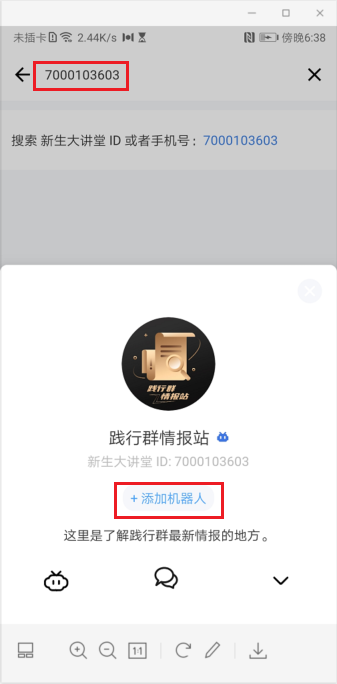 未插卡 2.44K/s 傍晚6:38
7000103603
搜索 新生大讲堂 ID 或者手机号： 7000103603
践行群
情报站
践行群情报站
新生大讲堂 ID: 7000103603
+ 添加机器人
这里是了解践行群最新情报的地方。
1:1